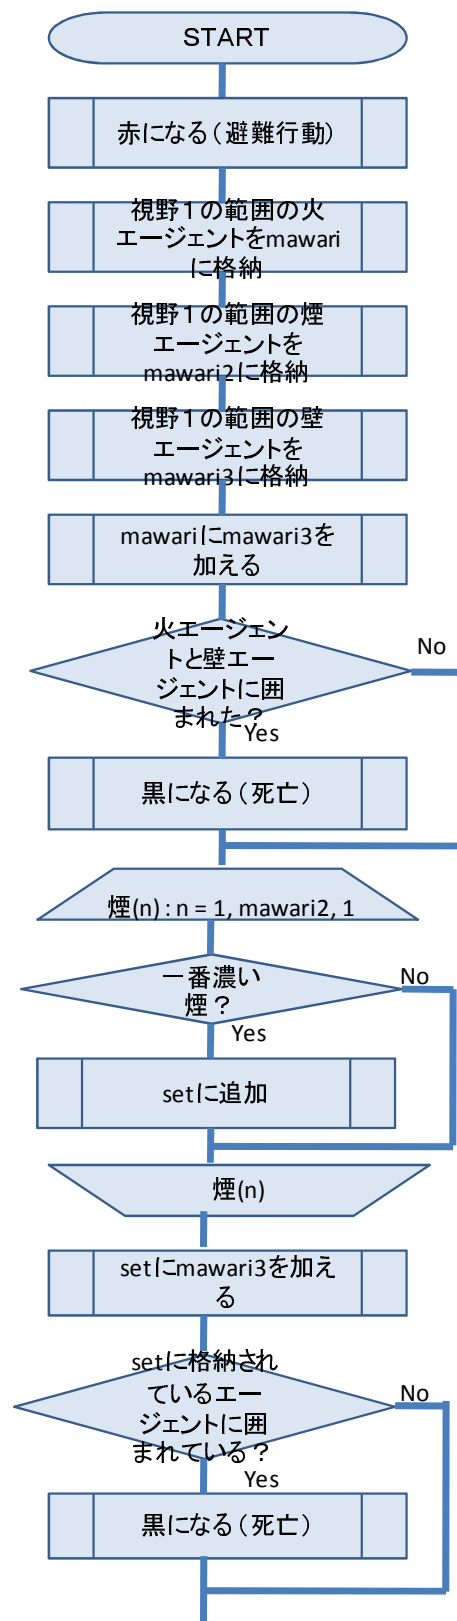 START
赤になる（避難行動）
視野１の範囲の火
エージェントをmawari
に格納
視野１の範囲の煙
エージェントを
mawari2に格納
視野１の範囲の壁
エージェントを
mawari3に格納
mawariにmawari3を
加える
火エージェン
トと壁エー
ジェントに囲
まれた？
No
Yes
黒になる（死亡）
煙(n) : n = 1, mawari2, 1
一番濃い
煙？
No
Yes
setに追加
煙(n)
setにmawari3を加え
る
setに格納され
ているエー
ジェントに囲
まれている？
No
Yes
黒になる（死亡）